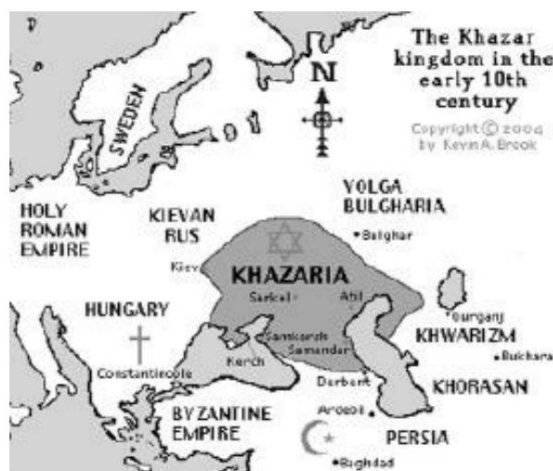 The Khazar
kingdom in the
early 10th
century
Copyright © 2004
by Kevin A. Brook
N
SWEDEN
HOLY
ROMAN
EMPIRE
KIEVAN
RUS
VOLGA
BULGHARIA
Bulghar
Kiev
KHAZARIA
Sarkel
Atil
HUNGARY
Gurganj
KHWARIZM
Samkarsh
Samandar
Kerch
Bukhara
Constantinople
Derbent
KHORASAN
BYZANTINE
EMPIRE
Ardebil
PERSIA
Baghdad